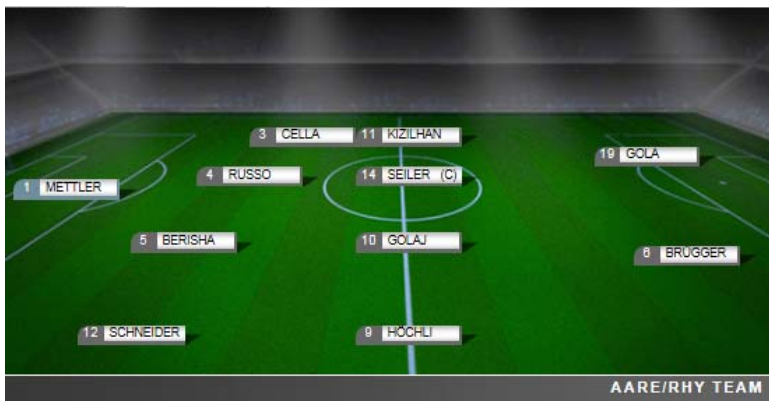 3 CELLA
11 KIZILHAN
19 GOLA
4 RUSSO
14 SEILER (C)
1 METTLER
5 BERISHA
10 GOLAJ
6 BRÜGGER
12 SCHNEIDER
9 HÖCHLI
AARE/RHY TEAM